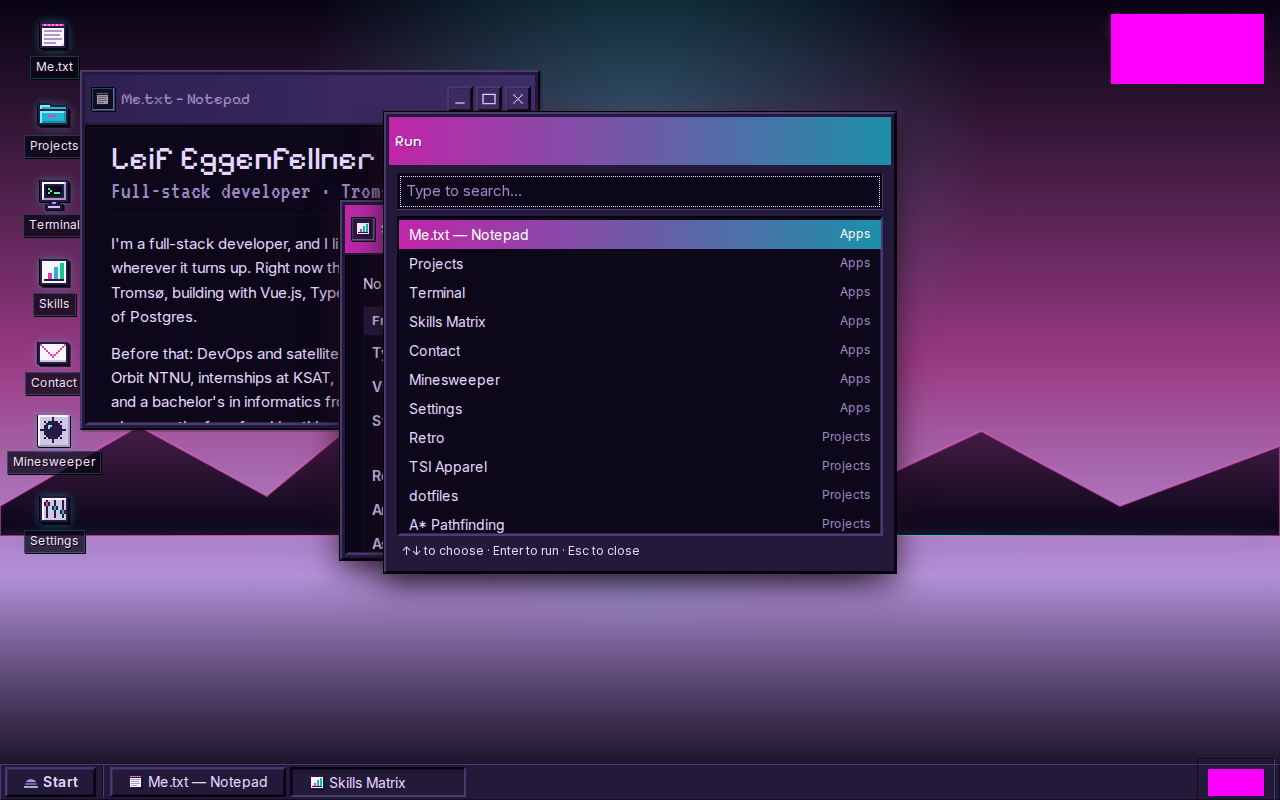 Me.txt
Projects
Terminal
Skills
Contact
Minesweeper
Settings
Me.txt - Notepad
Leif Eggenfellner
Full-stack developer · Trom
I'm a full-stack developer, and I li
wherever it turns up. Right now th
Tromsø, building with Vue.js, Type
of Postgres.
Before that: DevOps and satellite
Orbit NTNU, internships at KSAT,
and a bachelor's in informatics fro
No
Run
Type to search...
Me.txt — Notepad Apps
Projects Apps
Terminal Apps
Skills Matrix Apps
Contact Apps
Minesweeper Apps
Settings Apps
Retro Projects
TSI Apparel Projects
dotfiles Projects
A* Pathfinding Projects
↑↓ to choose · Enter to run · Esc to close
Start
Me.txt — Notepad
Skills Matrix